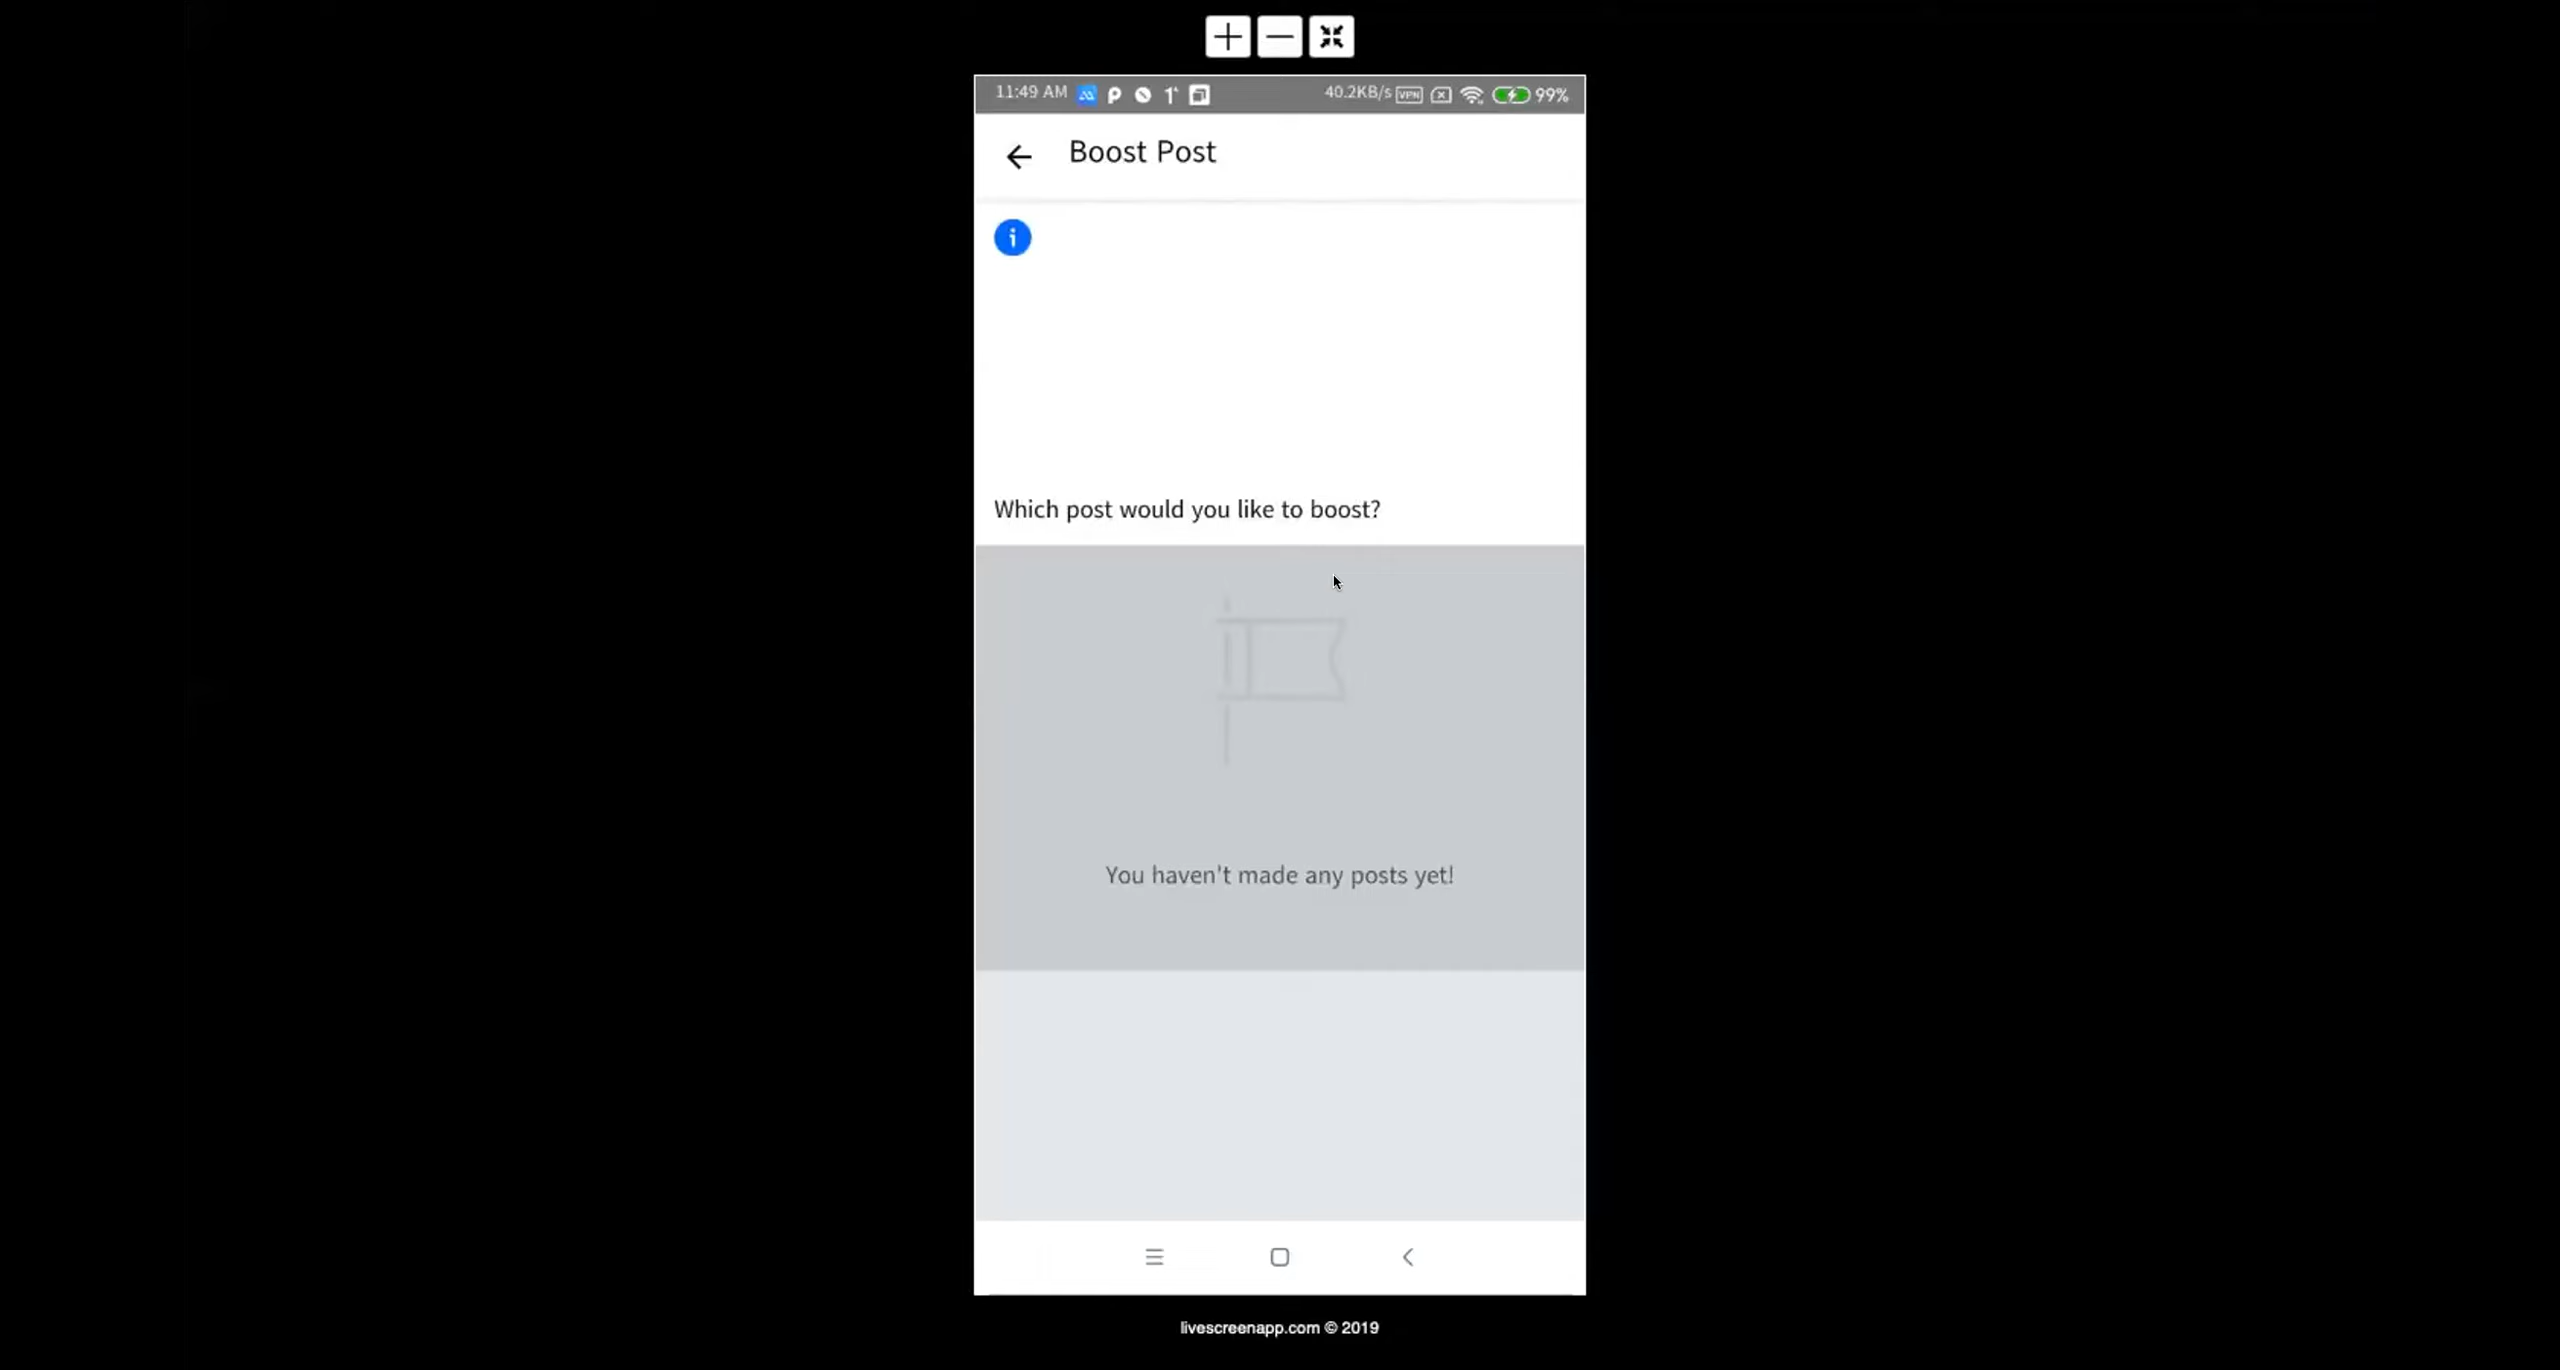 11:49 AM
40.2KB/s VPN 99%
Boost Post
Which post would you like to boost?
You haven't made any posts yet!
livescreenapp.com © 2019